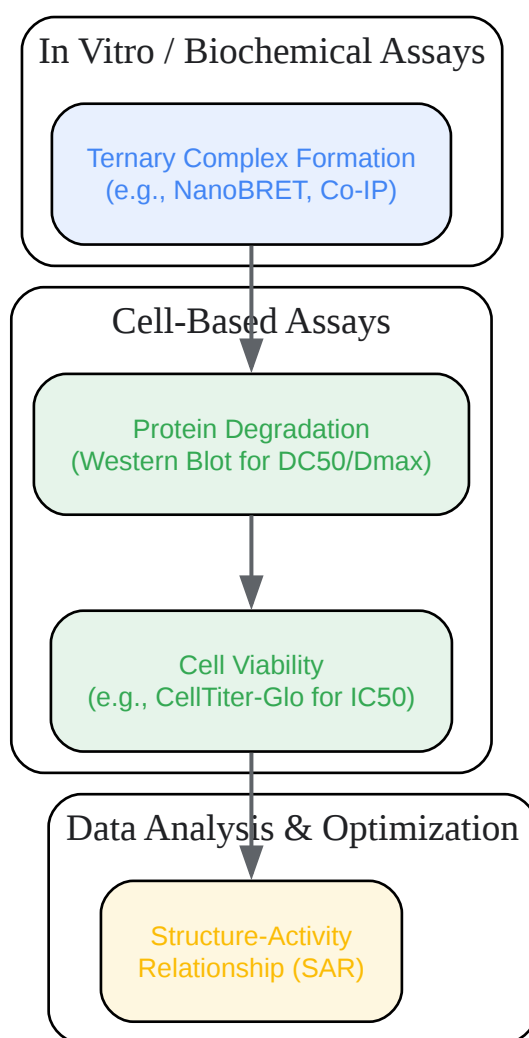 In Vitro / Biochemical Assays
Ternary Complex Formation
(e.g., NanoBRET, Co-IP)
Cell-Based Assays
Protein Degradation
(Western Blot for DC50/Dmax)
Cell Viability
(e.g., CellTiter-Glo for IC50)
Data Analysis & Optimization
Structure-Activity
Relationship (SAR)